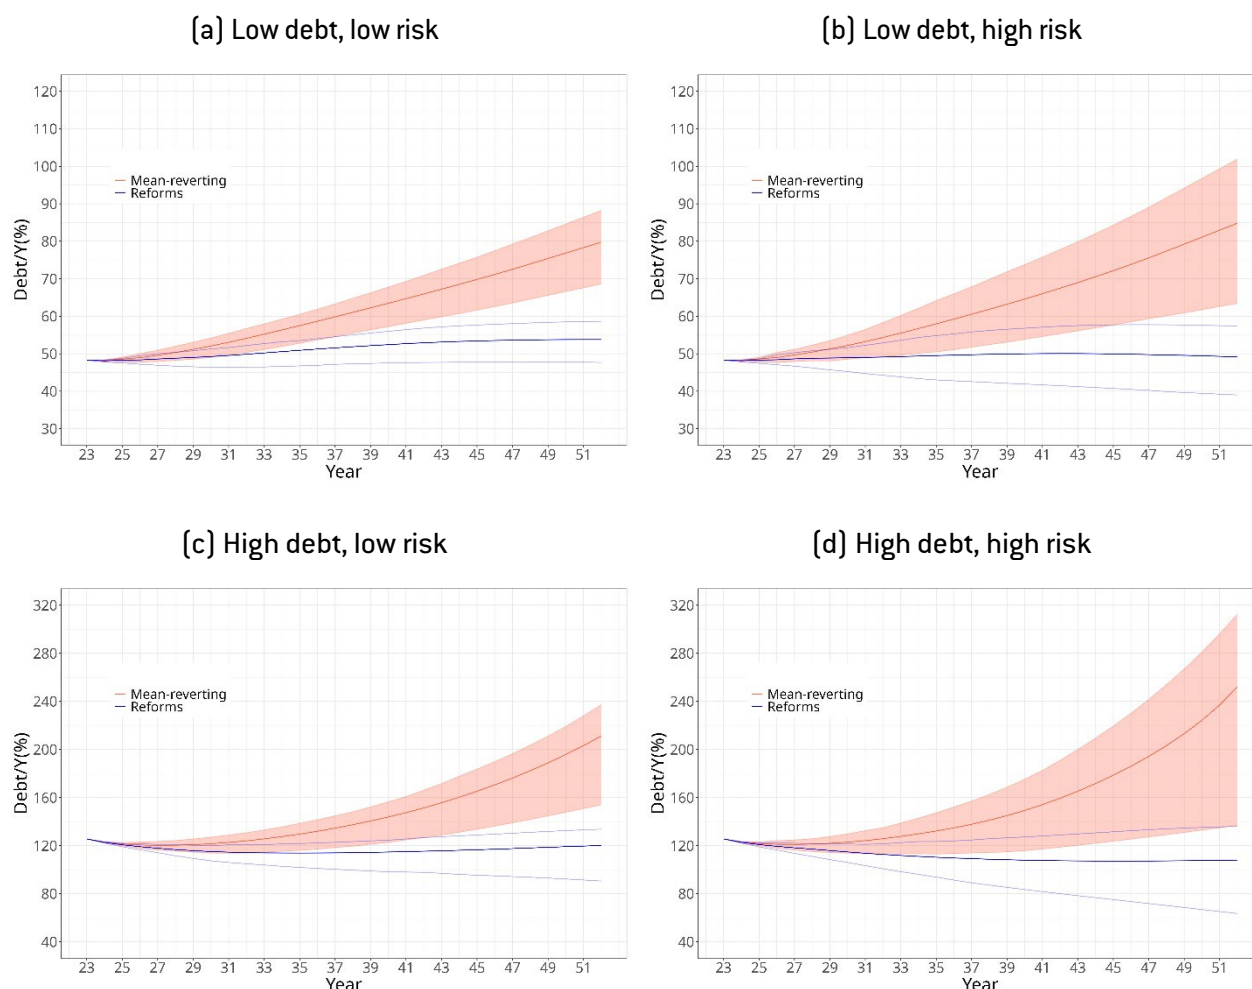 (a) Low debt, low risk
120
110
100
90
80
70
60
50
40
30
Debt/Y(%)
Mean-reverting
Reforms
23 25 27 29 31 33 35 37 39 41 43 45 47 49 51
Year
(b) Low debt, high risk
120
110
100
90
80
70
60
50
40
30
Debt/Y(%)
Mean-reverting
Reforms
23 25 27 29 31 33 35 37 39 41 43 45 47 49 51
Year
(c) High debt, low risk
320
280
240
200
160
120
80
40
Debt/Y(%)
Mean-reverting
Reforms
23 25 27 29 31 33 35 37 39 41 43 45 47 49 51
Year
(d) High debt, high risk
320
280
240
200
160
120
80
40
Debt/Y(%)
Mean-reverting
Reforms
23 25 27 29 31 33 35 37 39 41 43 45 47 49 51
Year